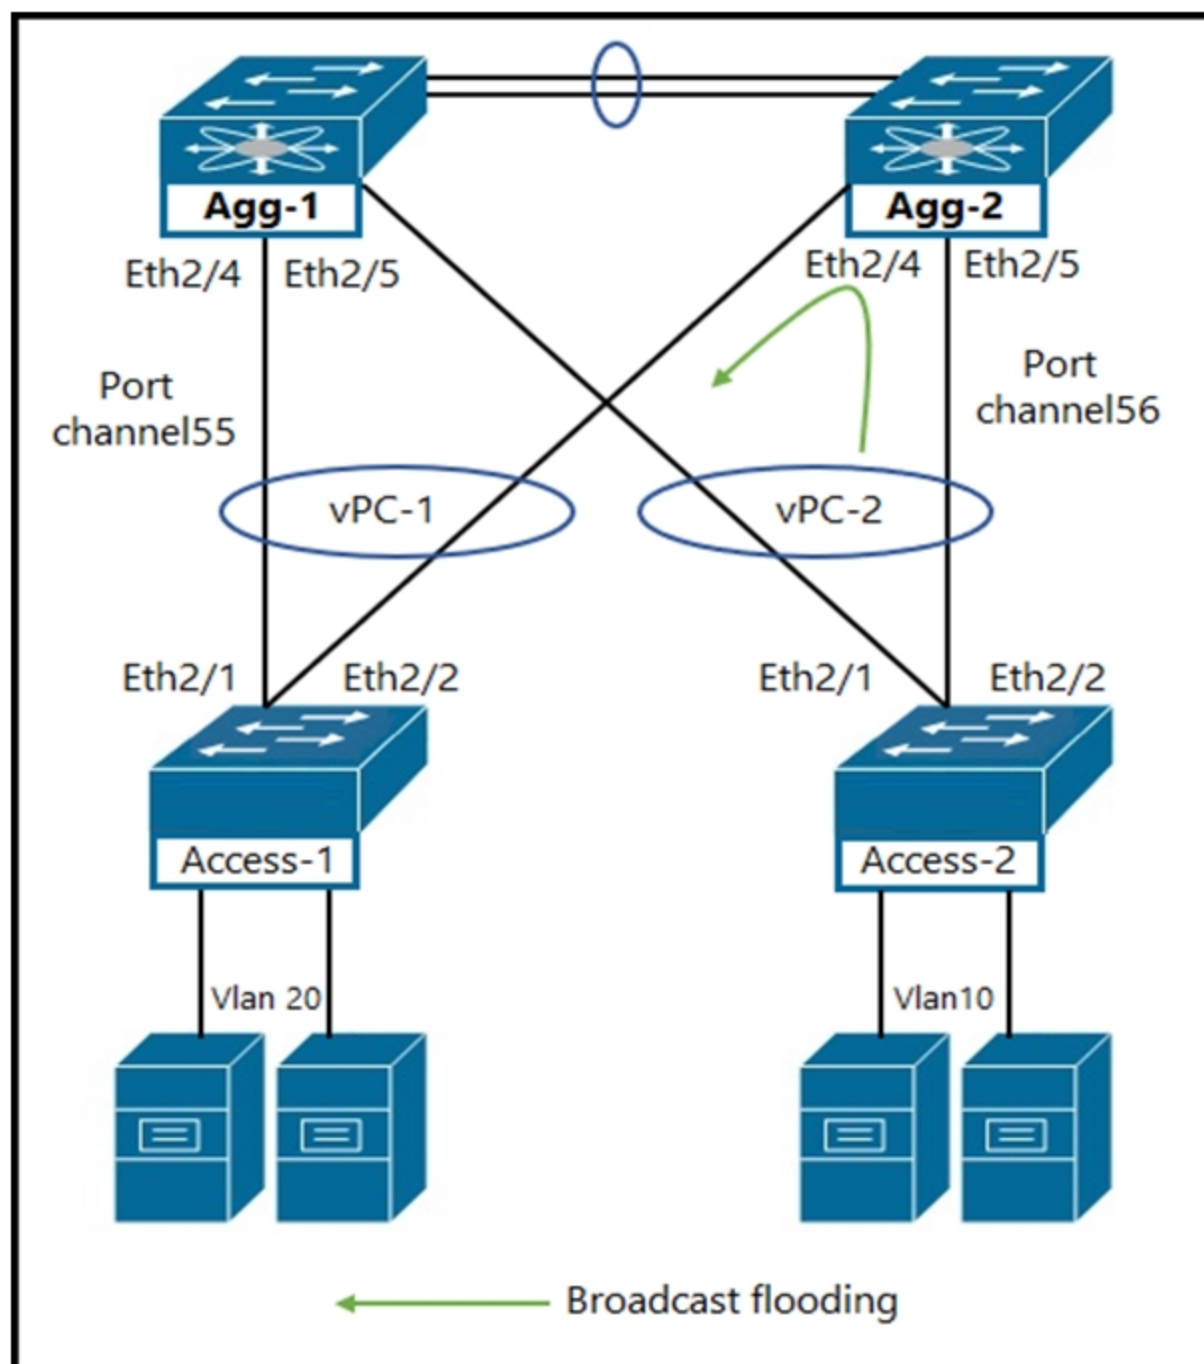 Agg-1
Agg-2
Eth2/4
Eth2/5
Eth2/4
Eth2/5
Port
channel55
Port
channel56
vPC-1
vPC-2
Eth2/1
Eth2/2
Eth2/1
Eth2/2
Access-1
Access-2
Vlan 20
Vlan10
Broadcast flooding